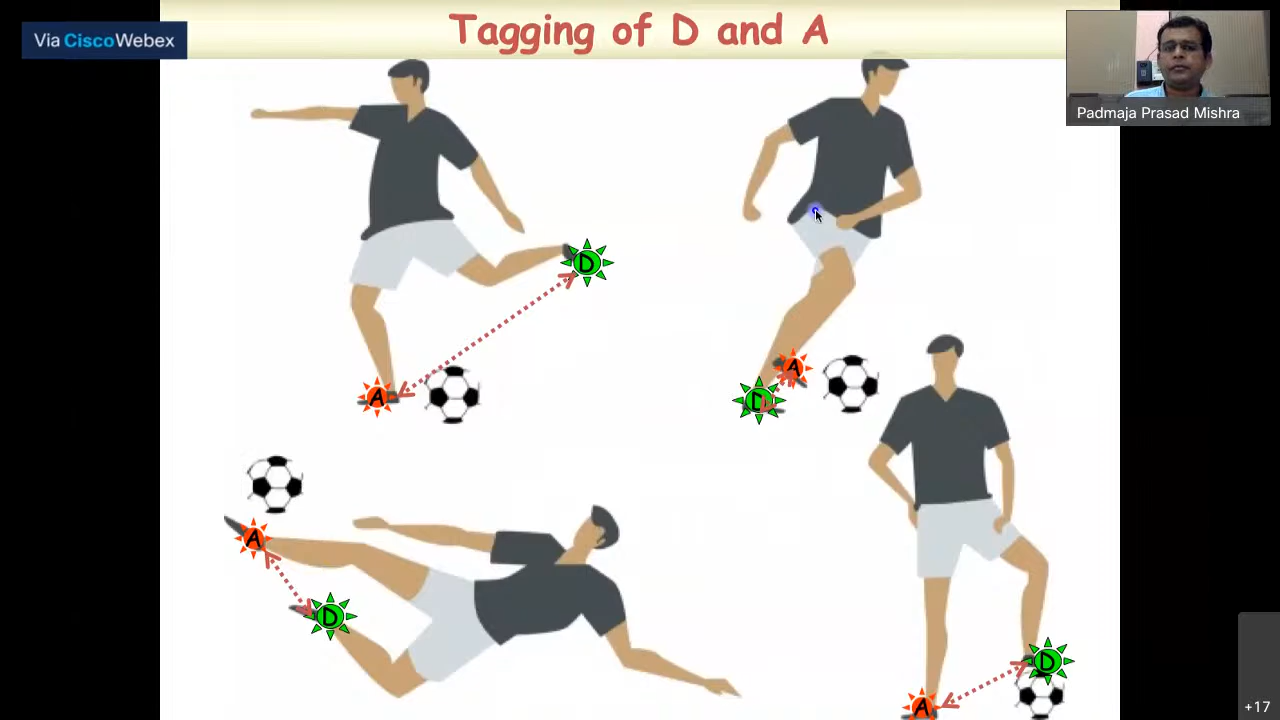 Tagging of D and A
Via CiscoWebex
Padmaja Prasad Mishra
D
A
A
D
A
D
D
A
+17